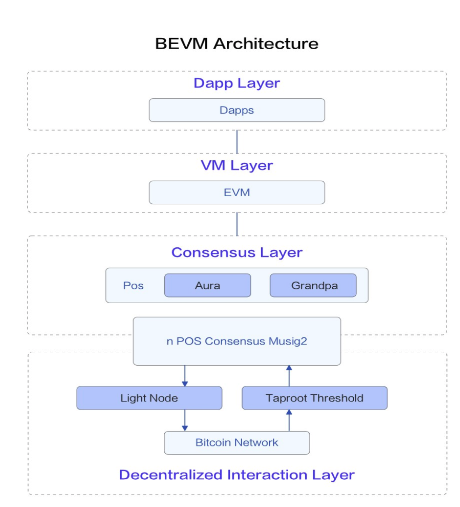 BEVM Architecture
Dapp Layer
Dapps
VM Layer
EVM
Consensus Layer
Pos Aura Grandpa
n POS Consensus Musig2
Light Node Taproot Threshold
Bitcoin Network
Decentralized Interaction Layer